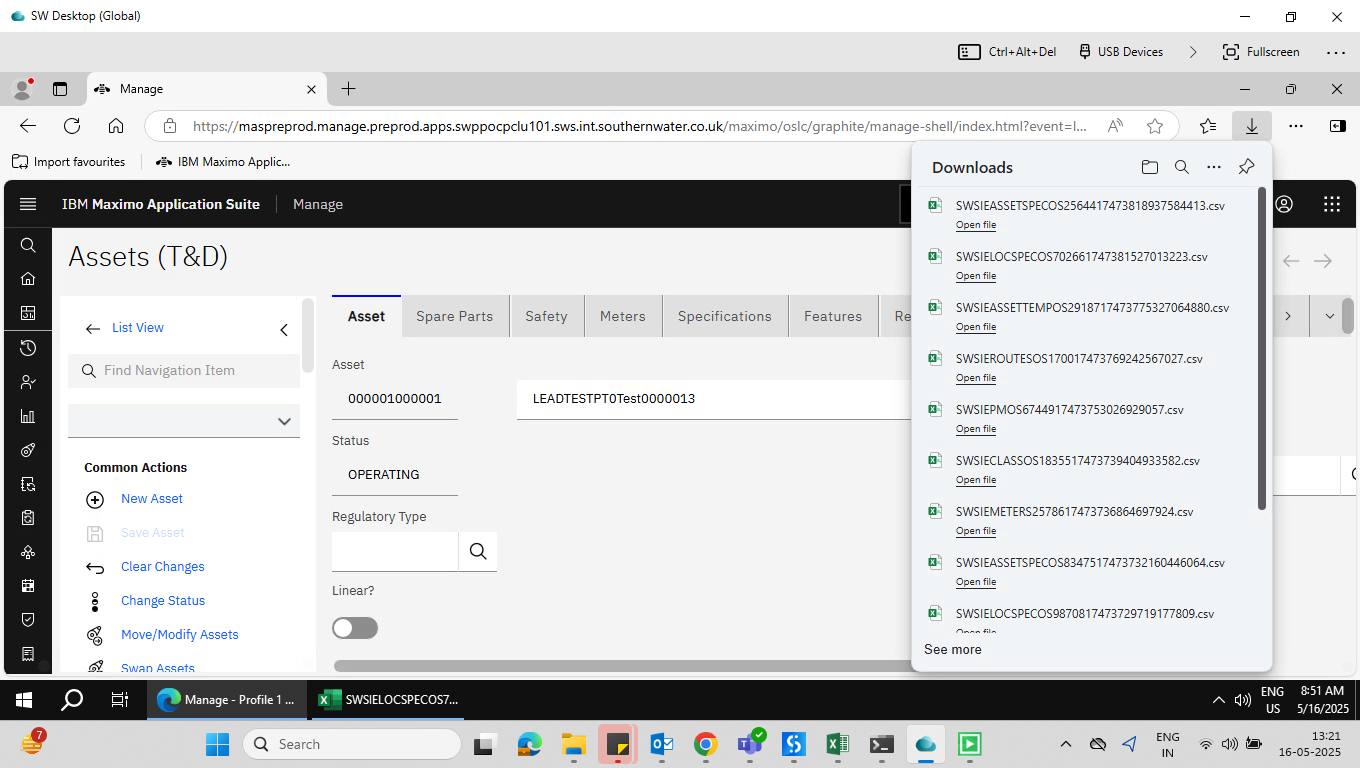 SW Desktop (Global)
Ctrl+Alt+Del
USB Devices
Fullscreen
Manage
https://maspreprod.manage.preprod.apps.swppocpclu101.sws.int.southernwater.co.uk/maximo/oslc/graphite/manage-shell/index.html?event=l...
Import favourites
IBM Maximo Applic...
IBM Maximo Application Suite
Manage
Assets (T&D)
List View
Find Navigation Item
Common Actions
New Asset
Save Asset
Clear Changes
Change Status
Move/Modify Assets
Swap Assets
Asset
Spare Parts
Safety
Meters
Specifications
Features
Re
Asset
000001000001
LEADTESTPT0Test0000013
Status
OPERATING
Regulatory Type
Linear?
Downloads
SWSIEASSETSPECOS2564417473818937584413.csv
Open file
SWSIELOCSPECOS702661747381527013223.csv
Open file
SWSIEASSETTEMPOS2918717473775327064880.csv
Open file
SWSIEROUTESOS170017473769242567027.csv
Open file
SWSIEPMOS6744917473753026929057.csv
Open file
SWSIECLASSOS1835517473739404933582.csv
Open file
SWSIEMETERS2578617473736864697924.csv
Open file
SWSIEASSETSPECOS8347517473732160446064.csv
Open file
SWSIELOCSPECOS9870817473729719177809.csv
Open file
See more
Manage - Profile 1 ...
SWSIELOCSPECOS7...
ENG
US
8:51 AM
5/16/2025
7
Search
ENG
IN
13:21
16-05-2025